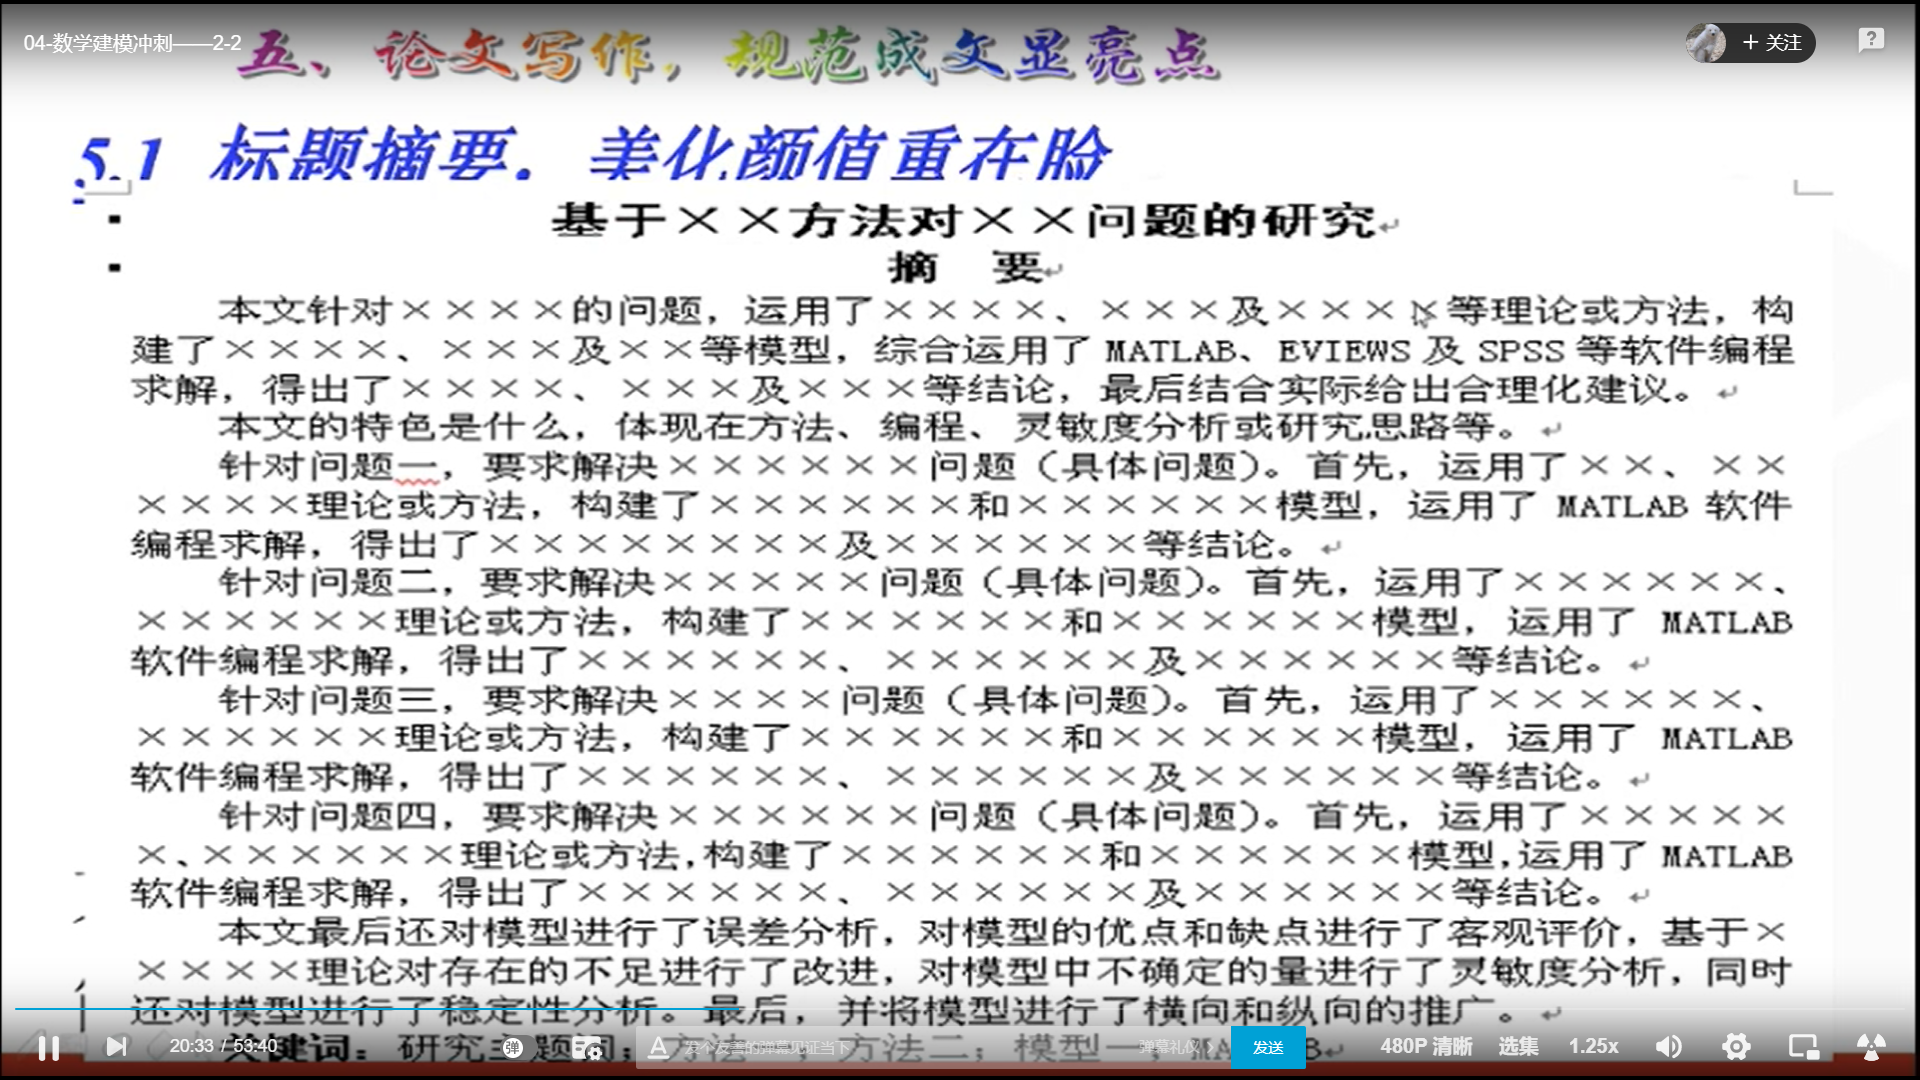 04-数学建模冲刺——2-2
五、论文写作，规范成文显亮点
+ 关注
5.1 标题摘要，美化颜值重在脸
基于××方法对××问题的研究
摘 要
本文针对××××的问题，运用了××××、×××及××××等理论或方法，构
建了××××、×××及××等模型，综合运用了 MATLAB、EVIEWS 及 SPSS 等软件编程
求解，得出了××××、×××及×××等结论，最后结合实际给出合理化建议。
本文的特色是什么，体现在方法、编程、灵敏度分析或研究思路等。
针对问题一，要求解决××××××问题（具体问题）。首先，运用了××、××
××××理论或方法，构建了××××××和××××××模型，运用了 MATLAB 软件
编程求解，得出了××××××××及××××××等结论。
针对问题二，要求解决×××××问题（具体问题）。首先，运用了××××××、
××××××理论或方法，构建了××××××和××××××模型，运用了 MATLAB
软件编程求解，得出了××××××、××××××及××××××等结论。
针对问题三，要求解决××××问题（具体问题）。首先，运用了××××××、
××××××理论或方法，构建了××××××和××××××模型，运用了 MATLAB
软件编程求解，得出了××××××、××××××及××××××等结论。
针对问题四，要求解决××××××问题（具体问题）。首先，运用了×××××
×、××××××理论或方法,构建了××××××和××××××模型,运用了 MATLAB
软件编程求解，得出了××××××、××××××及××××××等结论。
本文最后还对模型进行了误差分析，对模型的优点和缺点进行了客观评价，基于×
××××理论对存在的不足进行了改进，对模型中不确定的量进行了灵敏度分析，同时
还对模型进行了稳定性分析。最后，并将模型进行了横向和纵向的推广。
键词：研究 题 ；方法一；方法二；模型一；MA B
20:33 / 53:40
弹
发个友善的弹幕见证当下
弹幕礼仪
发送
480P 清晰
选集
1.25x